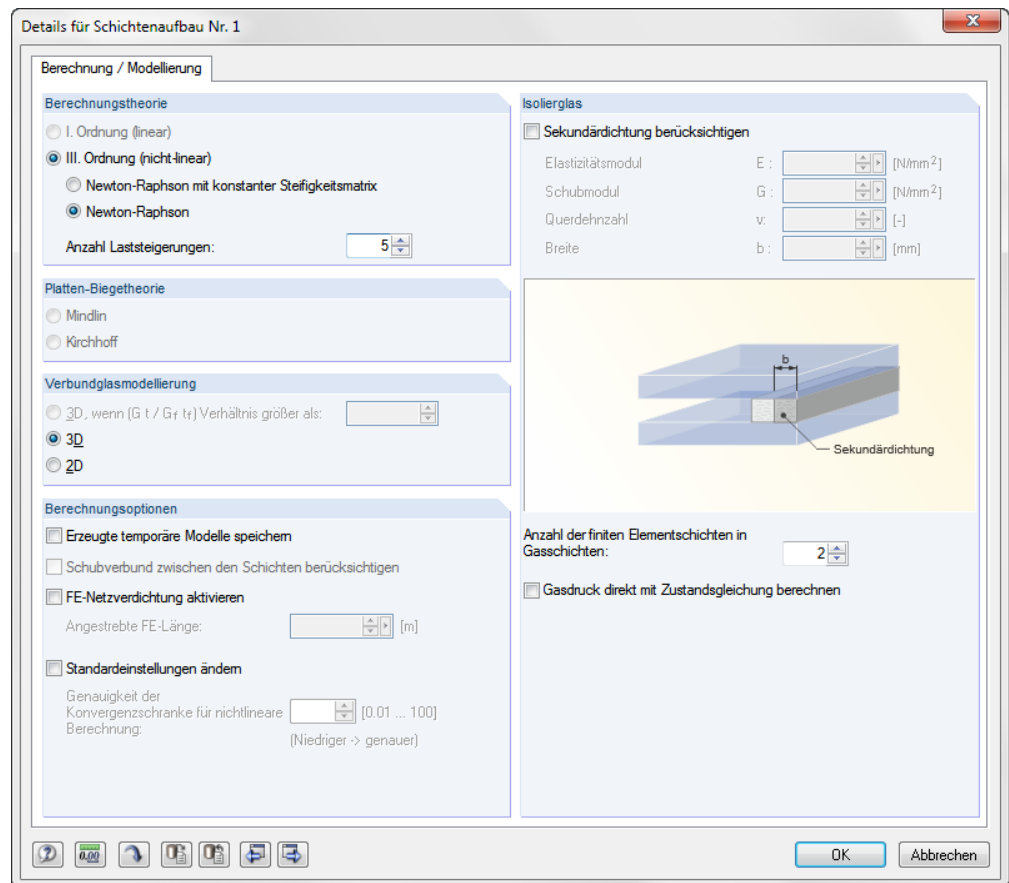 Details für Schichtenaufbau Nr. 1
Berechnung / Modellierung
Berechnungstheorie
I. Ordnung (linear)
III. Ordnung (nicht-linear)
Newton-Raphson mit konstanter Steifigkeitsmatrix
Newton-Raphson
Anzahl Laststeigerungen: 5
Platten-Biegetheorie
Mindlin
Kirchhoff
Verbundglasmodellierung
3D, wenn (G t / Gf tf) Verhältnis größer als:
3D
2D
Berechnungsoptionen
Erzeugte temporäre Modelle speichern
Schubverbund zwischen den Schichten berücksichtigen
FE-Netzverdichtung aktivieren
Angestrebte FE-Länge: [m]
Standardeinstellungen ändern
Genauigkeit der
Konvergenzschranke für nichtlineare [0.01 ... 100]
Berechnung:
(Niedriger -> genauer)
Isolierglas
Sekundärdichtung berücksichtigen
Elastizitätsmodul E : [N/mm²]
Schubmodul G : [N/mm²]
Querdehnzahl ν: [-]
Breite b : [mm]
b
Sekundärdichtung
Anzahl der finiten Elementschichten in
Gasschichten: 2
Gasdruck direkt mit Zustandsgleichung berechnen
0.00
OK
Abbrechen